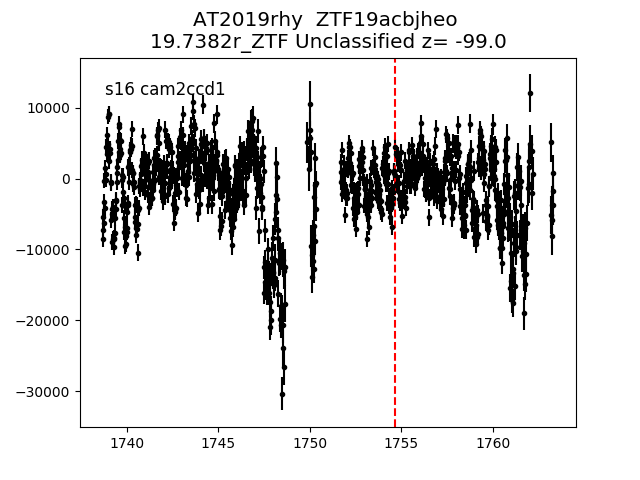 AT2019rhy  ZTF19acbjheo
19.7382r_ZTF Unclassified z= -99.0
s16 cam2ccd1
10000
0
−10000
−20000
−30000
1740 1745 1750 1755 1760